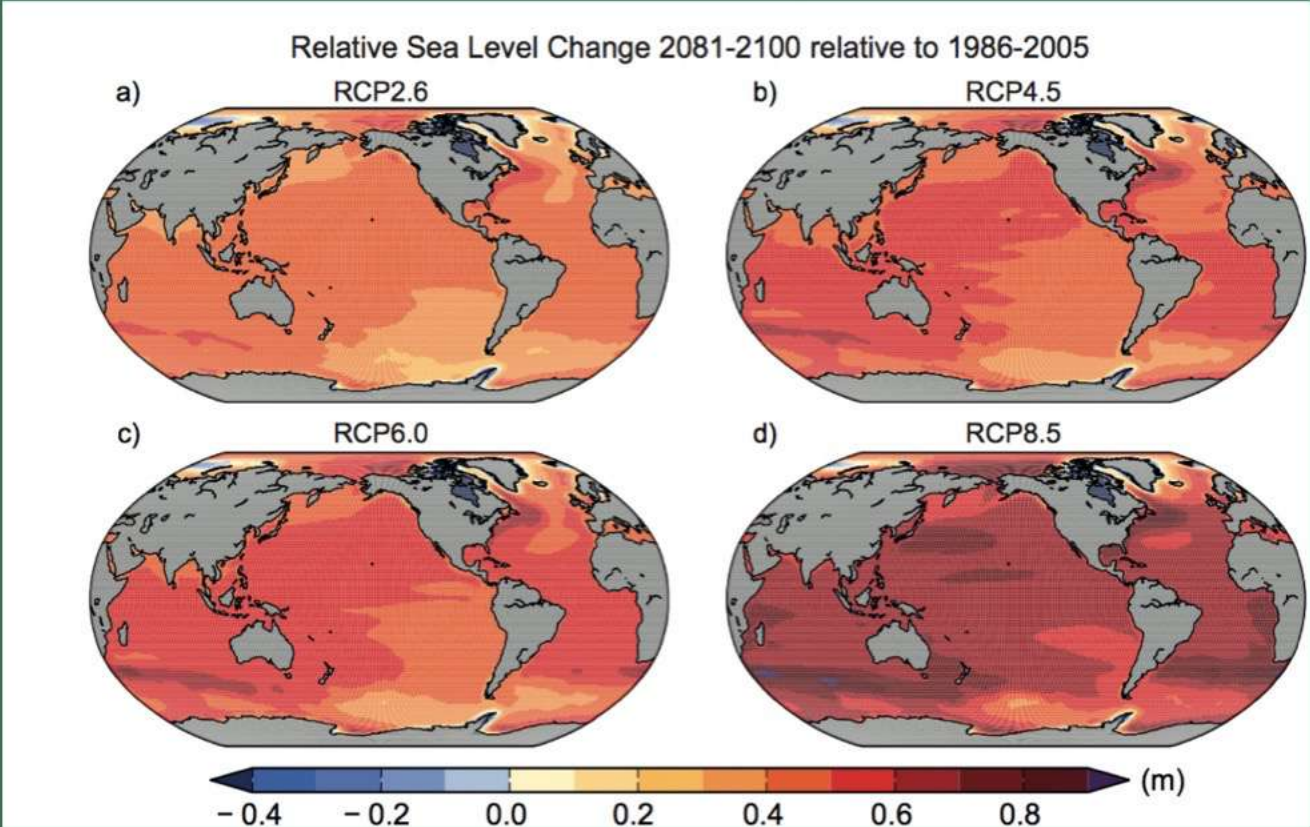 Relative Sea Level Change 2081-2100 relative to 1986-2005
a) RCP2.6
b) RCP4.5
c) RCP6.0
d) RCP8.5
− 0.4 − 0.2 0.0 0.2 0.4 0.6 0.8 (m)